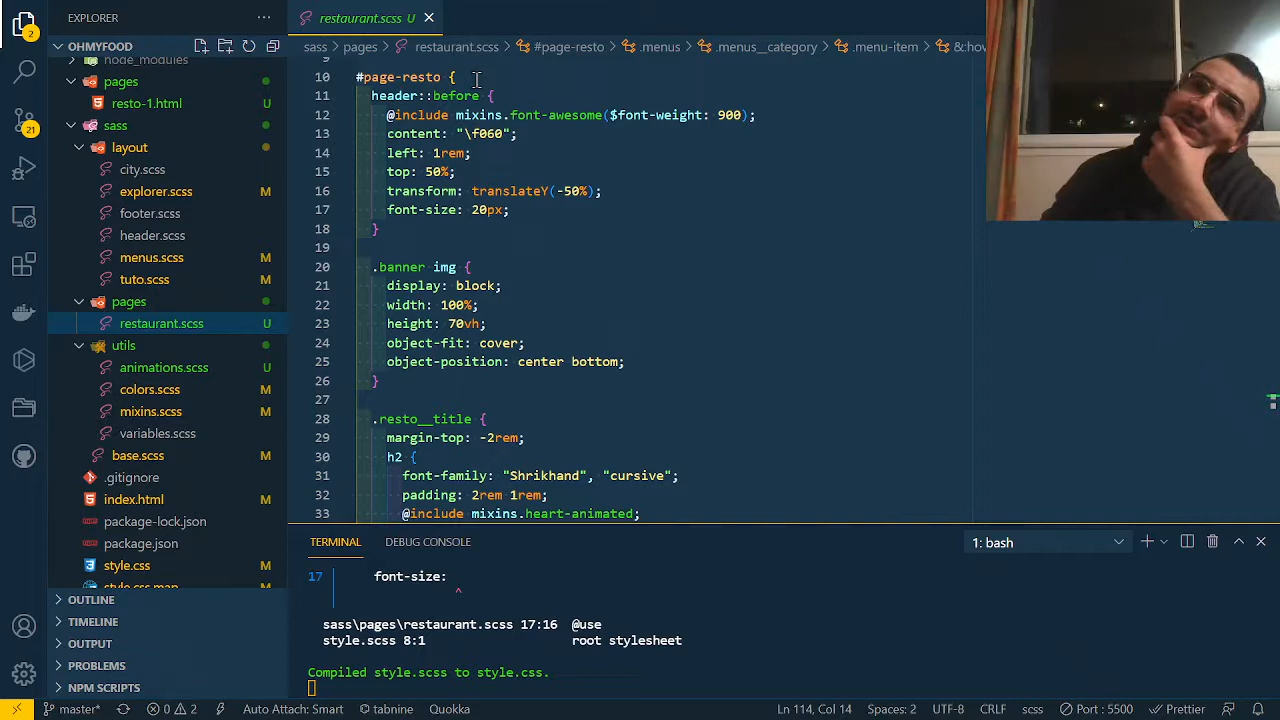 EXPLORER
restaurant.scss U
OHMYFOOD
sass > pages > restaurant.scss > #page-resto > .menus > .menus__category > .menu-item > &:hov
node_modules
pages
resto-1.html U
sass
layout
city.scss
explorer.scss M
footer.scss
header.scss
menus.scss M
tuto.scss M
pages
restaurant.scss U
utils
animations.scss U
colors.scss M
mixins.scss M
variables.scss
base.scss M
.gitignore
index.html M
package-lock.json
package.json
style.css M
style.css.map
OUTLINE
TIMELINE
OUTPUT
PROBLEMS
NPM SCRIPTS
2
21
9
10 #page-resto {
11 header::before {
12 @include mixins.font-awesome($font-weight: 900);
13 content: "\f060";
14 left: 1rem;
15 top: 50%;
16 transform: translateY(-50%);
17 font-size: 20px;
18 }
19
20 .banner img {
21 display: block;
22 width: 100%;
23 height: 70vh;
24 object-fit: cover;
25 object-position: center bottom;
26 }
27
28 .resto__title {
29 margin-top: -2rem;
30 h2 {
31 font-family: "Shrikhand", "cursive";
32 padding: 2rem 1rem;
33 @include mixins.heart-animated;
TERMINAL DEBUG CONSOLE 1: bash
17 font-size:
^
sass\pages\restaurant.scss 17:16 @use
style.scss 8:1 root stylesheet
Compiled style.scss to style.css.
master* 0 2 Auto Attach: Smart tabnine Quokka Ln 114, Col 14 Spaces: 2 UTF-8 CRLF scss Port : 5500 Prettier